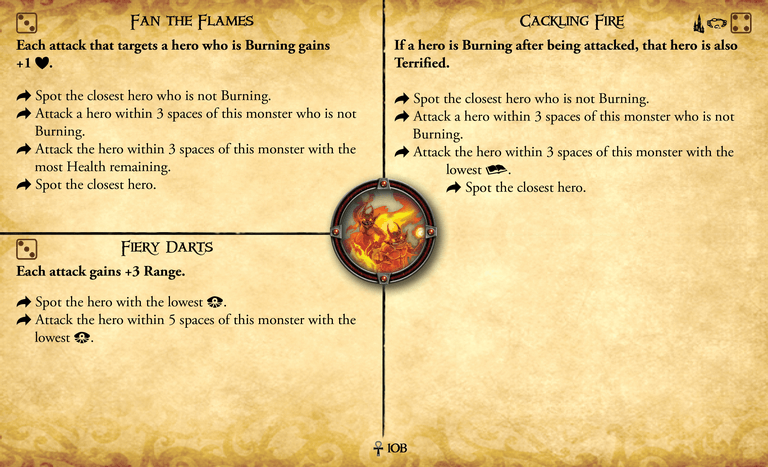 Fan the Flames
Each attack that targets a hero who is Burning gains
+1 ♥.
Spot the closest hero who is not Burning.
Attack a hero within 3 spaces of this monster who is not
Burning.
Attack the hero within 3 spaces of this monster with the
most Health remaining.
Spot the closest hero.
Fiery Darts
Each attack gains +3 Range.
Spot the hero with the lowest .
Attack the hero within 5 spaces of this monster with the
lowest .
Cackling Fire
If a hero is Burning after being attacked, that hero is also
Terrified.
Spot the closest hero who is not Burning.
Attack a hero within 3 spaces of this monster who is not
Burning.
Attack the hero within 3 spaces of this monster with the
lowest .
Spot the closest hero.
10B